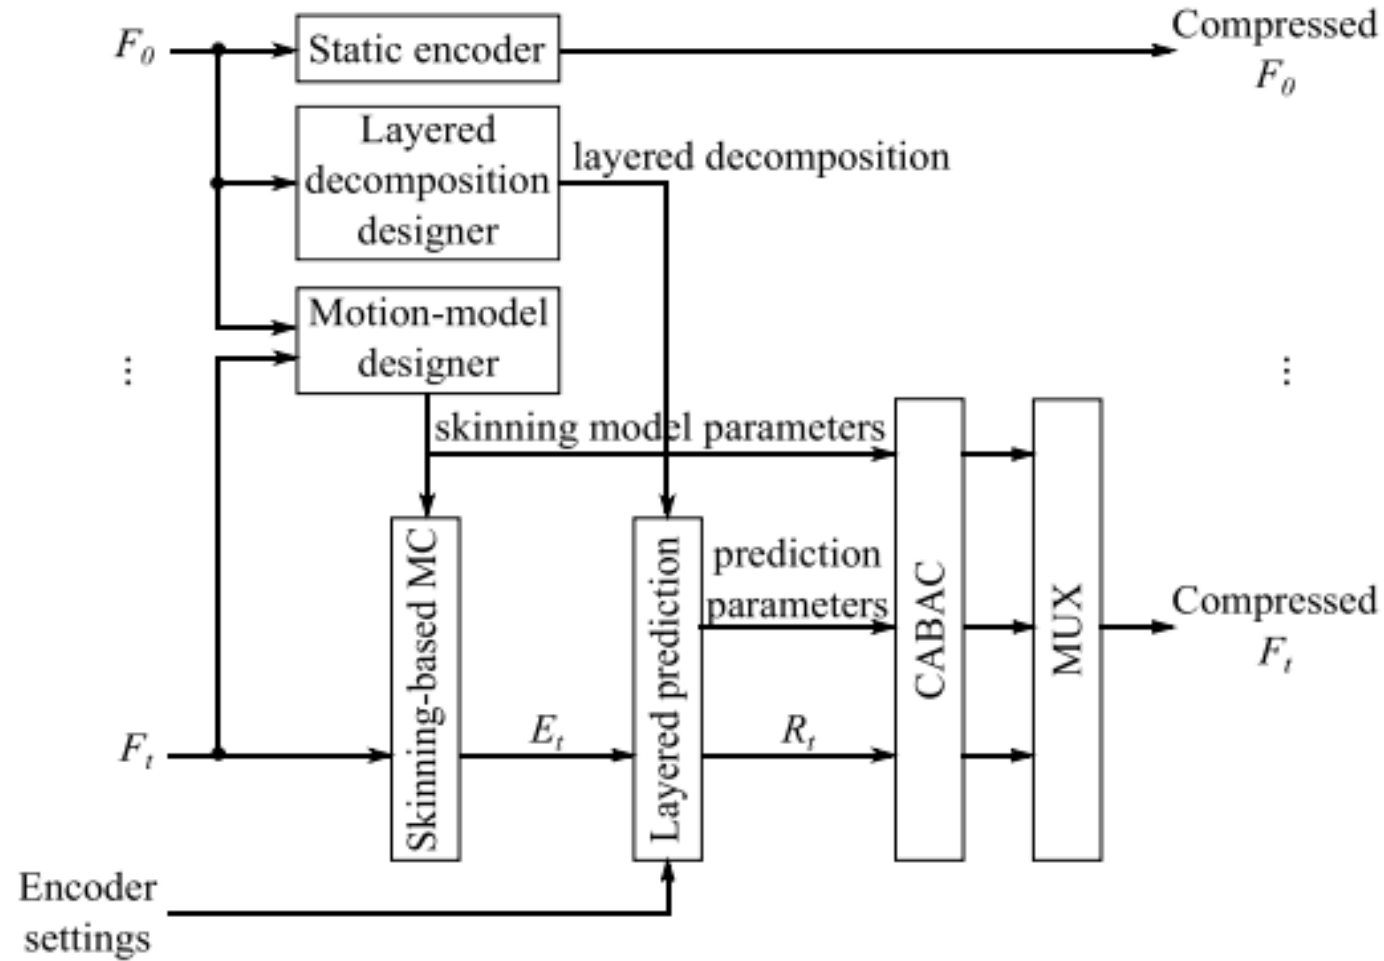 F0
Static encoder
Compressed
F0
Layered
decomposition
designer
layered decomposition
Motion-model
designer
...
...
skinning model parameters
Skinning-based MC
Layered prediction
prediction
parameters
CABAC
MUX
Compressed
Ft
Ft
Et
Rt
Encoder
settings